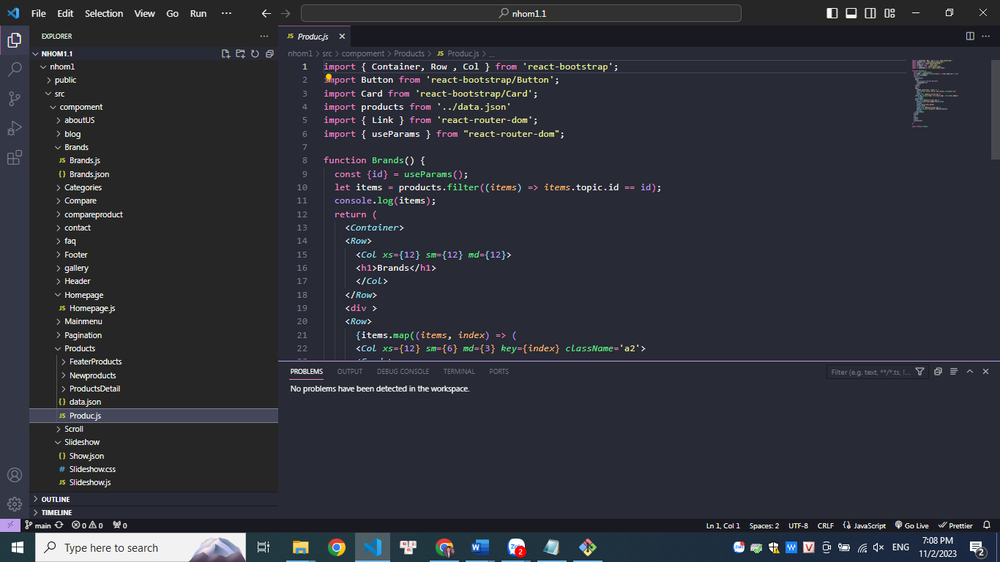 File Edit Selection View Go Run ··· nhom1.1
EXPLORER ···
NHOM1.1
nhom1
public
src
compoment
aboutUS
blog
Brands
JS Brands.js
{} Brands.json
Categories
Compare
compareproduct
contact
faq
Footer
gallery
Header
Homepage
JS Homepage.js
Mainmenu
Pagination
Products
FeaterProducts
Newproducts
ProductsDetail
{} data.json
JS Produc.js
Scroll
Slideshow
{} Show.json
# Slideshow.css
JS Slideshow.js
OUTLINE
TIMELINE
JS Produc.js
nhom1 > src > compoment > Products > JS Produc.js > ...
1 import { Container, Row , Col } from 'react-bootstrap';
2 import Button from 'react-bootstrap/Button';
3 import Card from 'react-bootstrap/Card';
4 import products from '../data.json'
5 import { Link } from 'react-router-dom';
6 import { useParams } from "react-router-dom";
7
8 function Brands() {
9 const {id} = useParams();
10 let items = products.filter((items) => items.topic.id == id);
11 console.log(items);
12 return (
13 <Container>
14 <Row>
15 <Col xs={12} sm={12} md={12}>
16 <h1>Brands</h1>
17 </Col>
18 </Row>
19 <div >
20 <Row>
21 {items.map((items, index) => (
22 <Col xs={12} sm={6} md={3} key={index} className='a2'>
PROBLEMS OUTPUT DEBUG CONSOLE TERMINAL PORTS Filter (e.g. text, **/*.ts, !...
No problems have been detected in the workspace.
main 0 0 0 Ln 1, Col 1 Spaces: 2 UTF-8 CRLF {} JavaScript Go Live Prettier
Type here to search
2
ENG
7:08 PM
11/2/2023
2